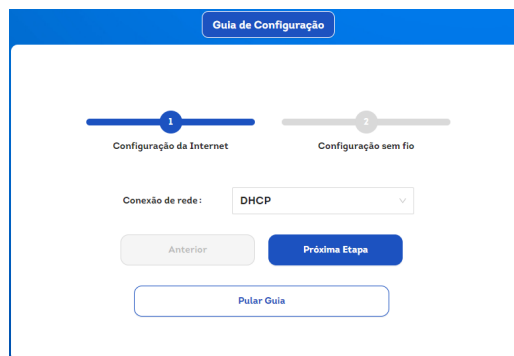 Guia de Configuração
1
2
Configuração da Internet
Configuração sem fio
Conexão de rede:
DHCP
Anterior
Próxima Etapa
Pular Guia